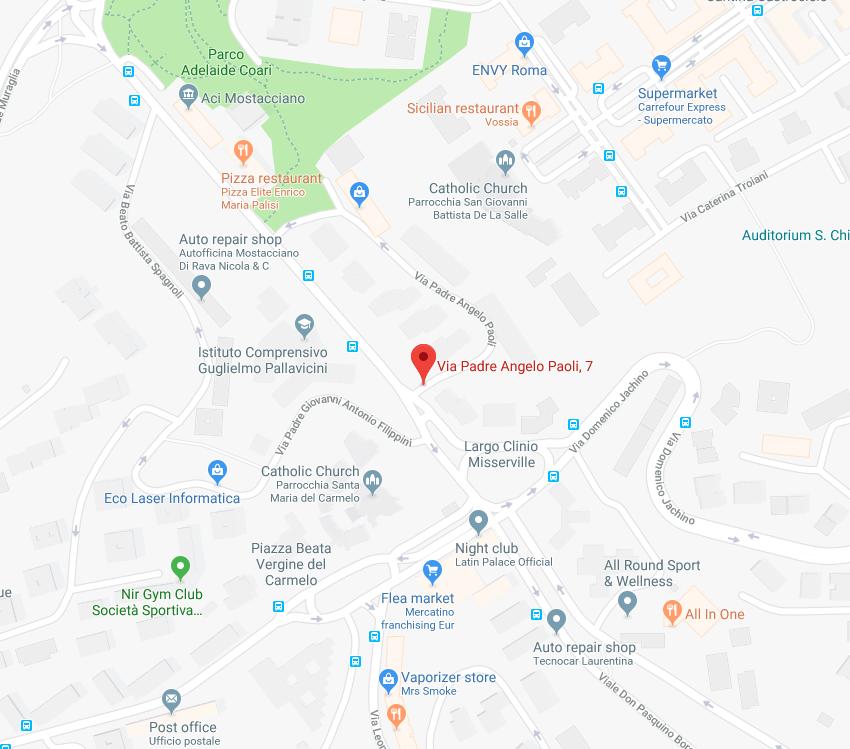 Parco
Adelaide Coari
Aci Mostacciano
ENVY Roma
Supermarket
Carrefour Express
- Supermercato
Sicilian restaurant
Vossia
Pizza restaurant
Pizza Elite Enrico
Maria Palisi
Catholic Church
Parrocchia San Giovanni
Battista De La Salle
Via Caterina Troiani
Via Beato Battista Spagnoli
Auditorium S. Chi
Auto repair shop
Autofficina Mostacciano
Di Rava Nicola & C
Via Padre Angelo Paoli
Istituto Comprensivo
Guglielmo Pallavicini
Via Padre Angelo Paoli, 7
Via Padre Giovanni Antonio Filippini
Via Domenico Jachino
Largo Clinio
Misserville
Via Domenico Jachino
Catholic Church
Parrocchia Santa
Maria del Carmelo
Eco Laser Informatica
Piazza Beata
Vergine del
Carmelo
Night club
Latin Palace Official
All Round Sport
& Wellness
Nir Gym Club
Società Sportiva...
Flea market
Mercatino
franchising Eur
All In One
Auto repair shop
Tecnocar Laurentina
Vaporizer store
Mrs Smoke
Viale Don Pasquino Bor
Via Leon
Post office
Ufficio postale